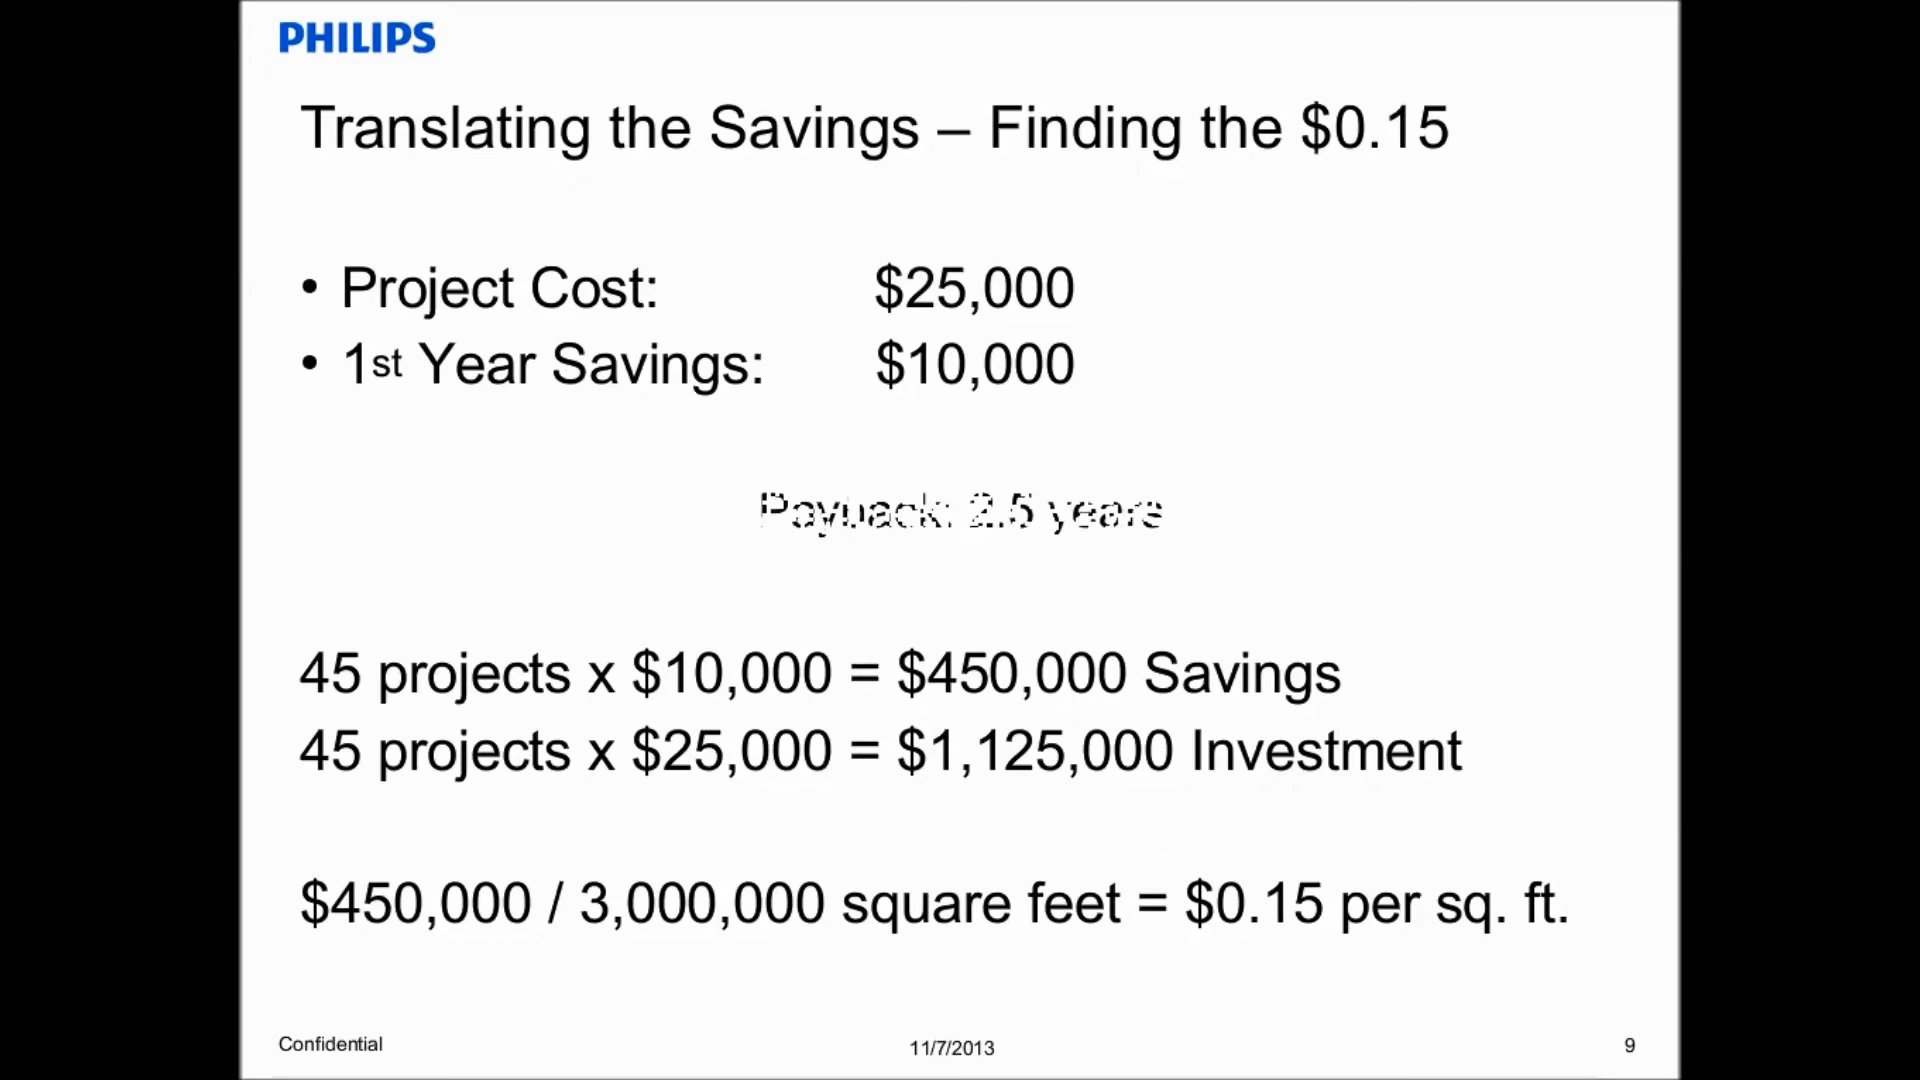 PHILIPS
Translating the Savings – Finding the $0.15
• Project Cost: $25,000
• 1st Year Savings: $10,000
Payback 2.5 years
45 projects x $10,000 = $450,000 Savings
45 projects x $25,000 = $1,125,000 Investment
$450,000 / 3,000,000 square feet = $0.15 per sq. ft.
Confidential
11/7/2013
9